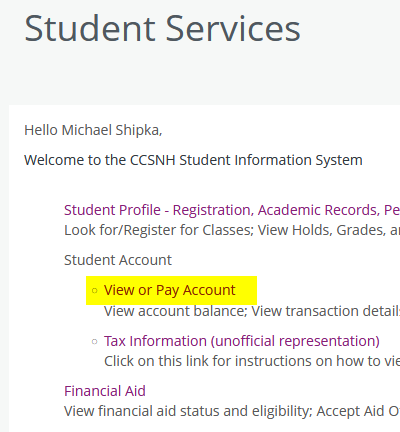 Student Services
Hello Michael Shipka,
Welcome to the CCSNH Student Information System
Student Profile - Registration, Academic Records,
Look for/Register for Classes; View Holds, Grades,
Student Account
View or Pay Account
View account balance; View transaction details
Tax Information (unofficial representation)
Click on this link for instructions on how to
Financial Aid
View financial aid status and eligibility; Accept Aid